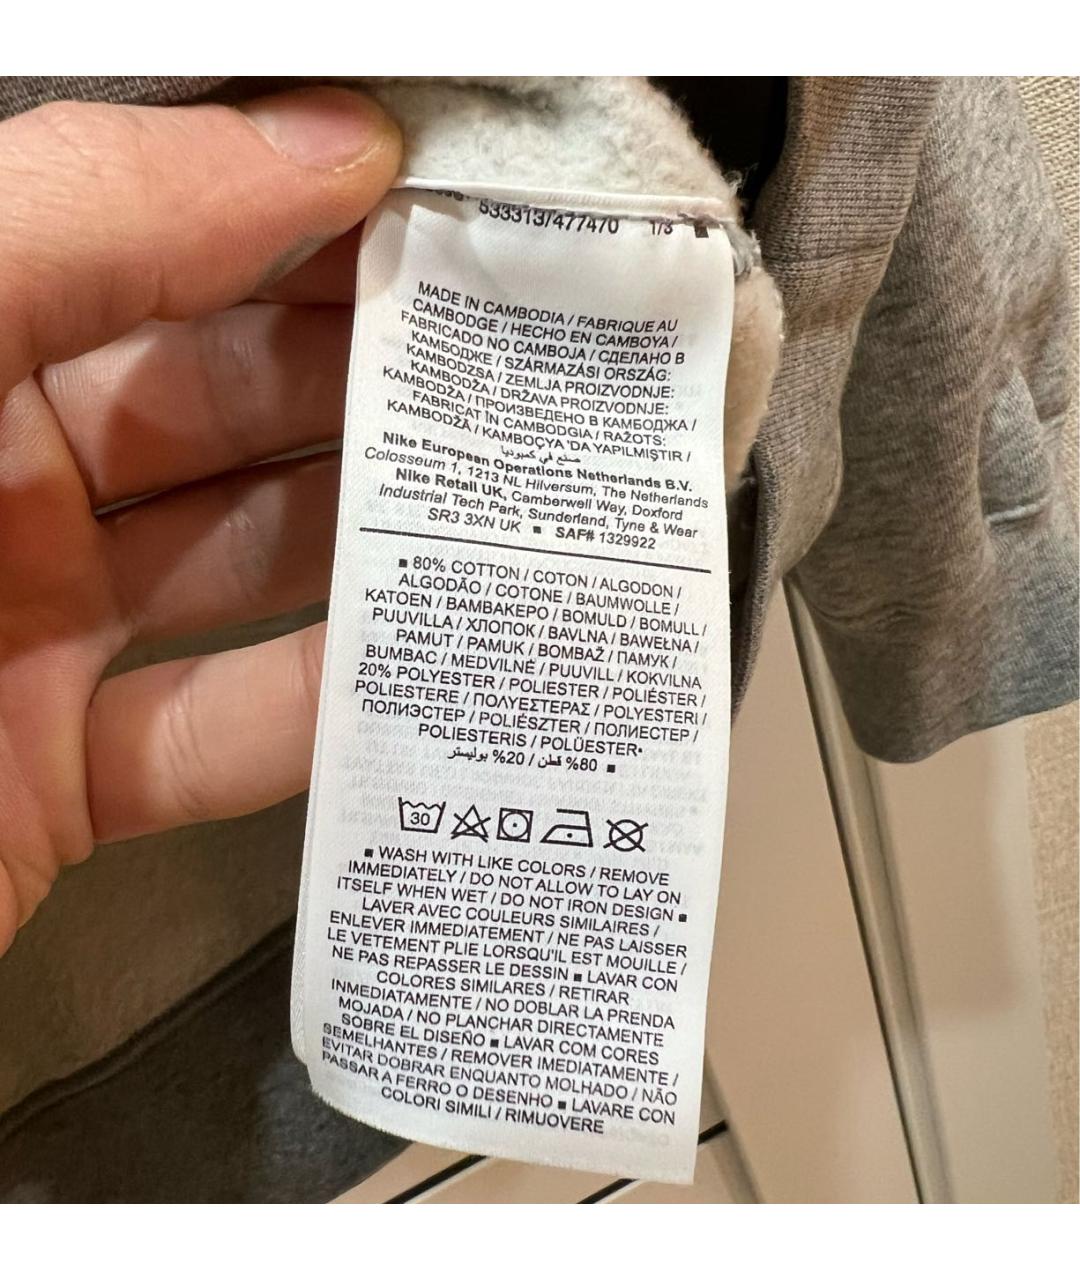 533313/477470 1/3
MADE IN CAMBODIA / FABRIQUE AU
CAMBODGE / HECHO EN CAMBOYA /
FABRICADO NO CAMBOJA / СДЕЛАНО В
КАМБОДЖЕ / SZÁRMAZÁSI ORSZÁG:
KAMBODZSA / ZEMLJA PROIZVODNJE:
KAMBODŽA / DRŽAVA PROIZVODNJE:
KAMBODŽA / ПРОИЗВЕДЕНО В КАМБОДЖА /
FABRICAT ÎN CAMBODGIA / RAŽOTS:
KAMBODŽĀ / KAMBOÇYA 'DA YAPILMIŞTIR /
صنع في كمبوديا
Nike European Operations Netherlands B.V.
Colosseum 1, 1213 NL Hilversum, The Netherlands
Nike Retail UK, Camberwell Way, Doxford
Industrial Tech Park, Sunderland, Tyne & Wear
SR3 3XN UK ■ SAF# 1329922
■ 80% COTTON / COTON / ALGODON /
ALGODÃO / COTONE / BAUMWOLLE /
KATOEN / ΒΑΜΒΑΚΕΡΟ / BOMULD / BOMULL /
PUUVILLA / ХЛОПОК / BAVLNA / BAWEŁNA /
PAMUT / PAMUK / BOMBAŽ / ПАМУК /
BUMBAC / MEDVILNĖ / PUUVILL / KOKVILNA
20% POLYESTER / POLIESTER / POLIÉSTER /
POLIESTERE / ΠΟΛΥΕΣΤΕΡΑΣ / POLYESTERI /
ПОЛИЭСТЕР / POLIÉSZTER / ПОЛИЕСТЕР /
POLIESTERIS / POLÜESTER•
80% قطن / 20% بوليستر ■
30
■ WASH WITH LIKE COLORS / REMOVE
IMMEDIATELY / DO NOT ALLOW TO LAY ON
ITSELF WHEN WET / DO NOT IRON DESIGN ■
LAVER AVEC COULEURS SIMILAIRES /
ENLEVER IMMEDIATEMENT / NE PAS LAISSER
LE VETEMENT PLIE LORSQU'IL EST MOUILLE /
NE PAS REPASSER LE DESSIN ■ LAVAR CON
COLORES SIMILARES / RETIRAR
INMEDIATAMENTE / NO DOBLAR LA PRENDA
MOJADA / NO PLANCHAR DIRECTAMENTE
SOBRE EL DISEÑO ■ LAVAR COM CORES
SEMELHANTES / REMOVER IMEDIATAMENTE /
EVITAR DOBRAR ENQUANTO MOLHADO / NÃO
PASSAR A FERRO O DESENHO ■ LAVARE CON
COLORI SIMILI / RIMUOVERE